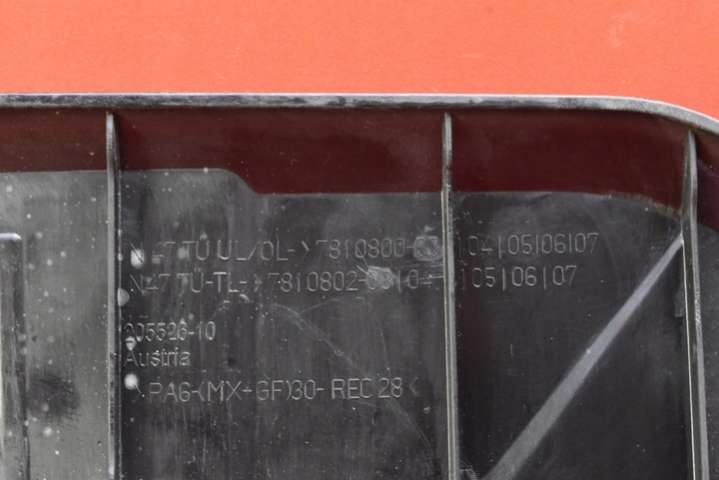 N47 TU UL/OL-> 7810800-03|04|05|06|07
N47 TU-TL-> 7810802-03|04|05|06|07
305526-10
Austria
>PA6-(MX+GF)30-REC 28<